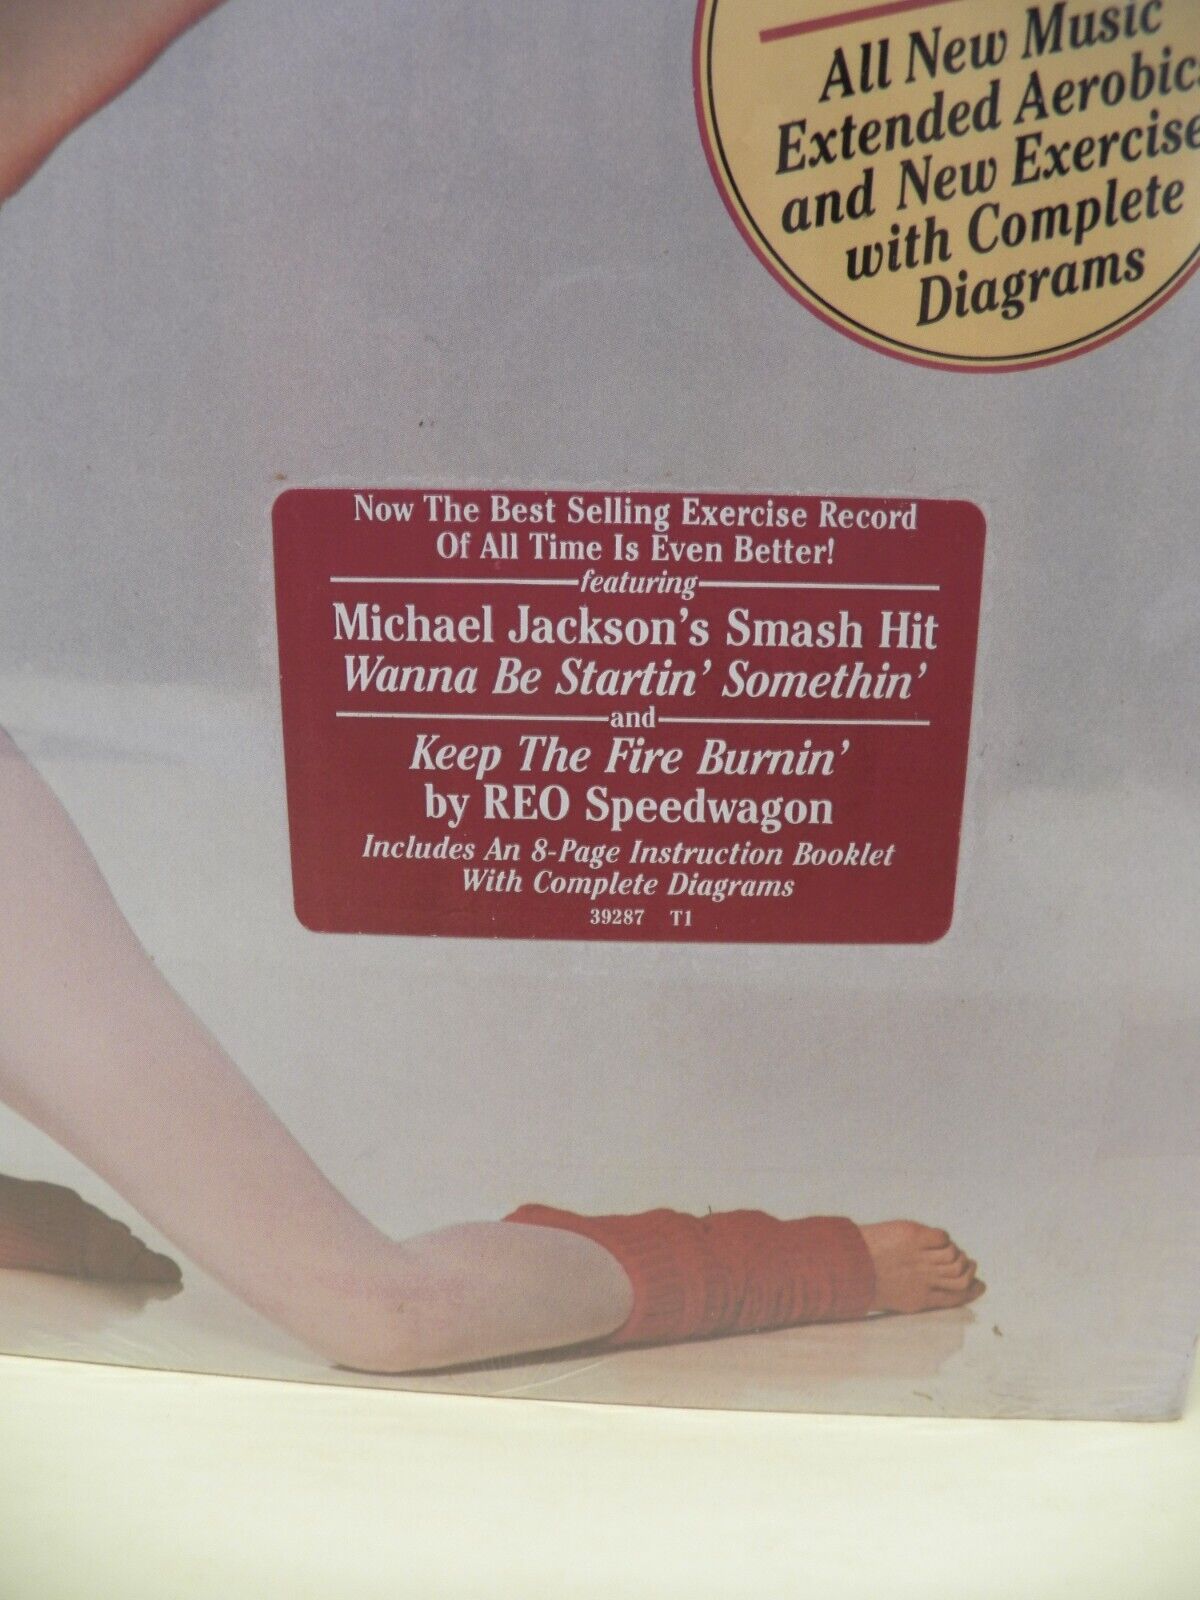 All New Music
Extended Aerobics
and New Exercise
with Complete
Diagrams
Now The Best Selling Exercise Record
Of All Time Is Even Better!
featuring
Michael Jackson's Smash Hit
Wanna Be Startin' Somethin'
and
Keep The Fire Burnin'
by REO Speedwagon
Includes An 8-Page Instruction Booklet
With Complete Diagrams
39287 T1